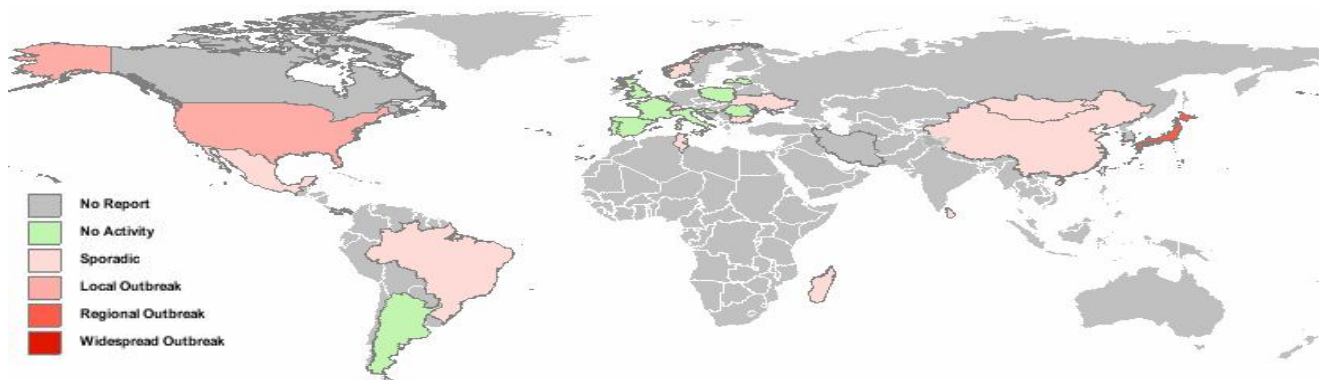 No Report
No Activity
Sporadic
Local Outbreak
Regional Outbreak
Widespread Outbreak